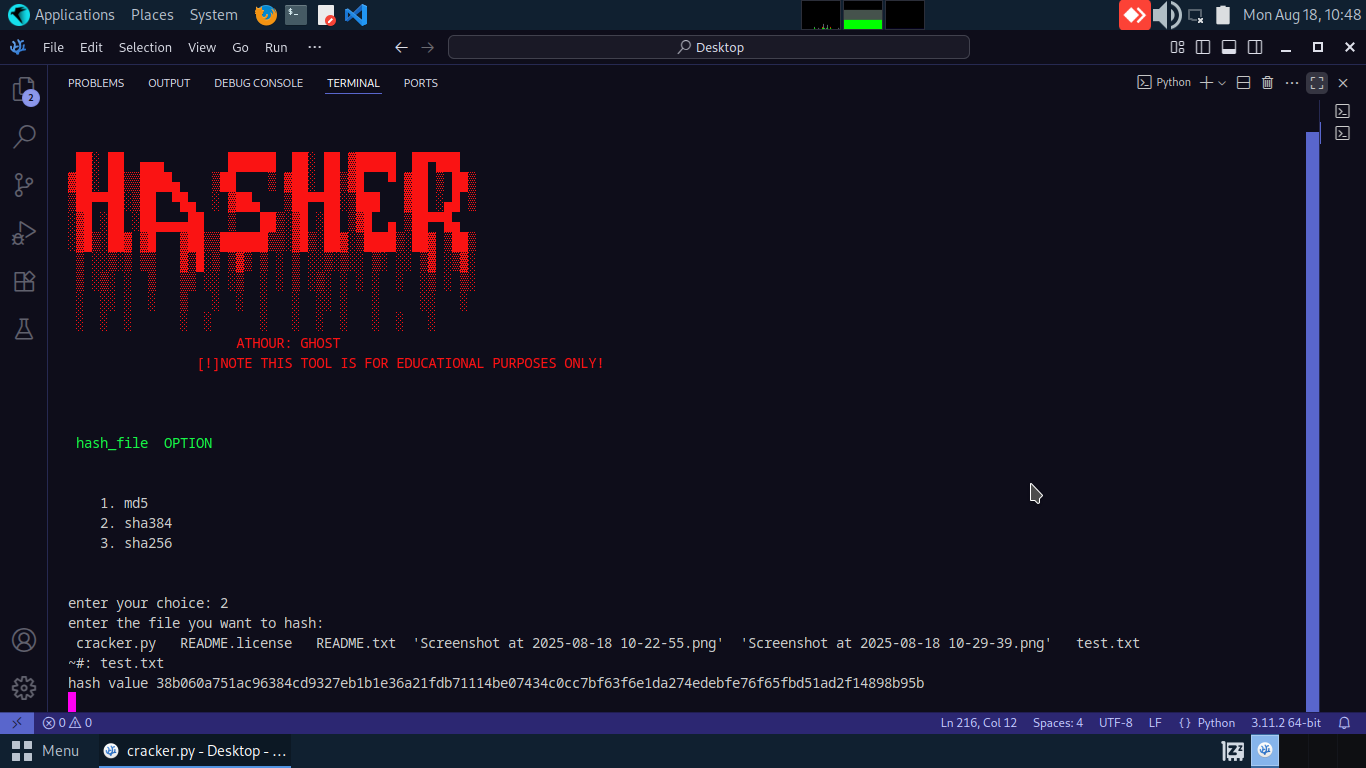 Applications Places System Mon Aug 18, 10:48
File Edit Selection View Go Run ··· Desktop
PROBLEMS OUTPUT DEBUG CONSOLE TERMINAL PORTS Python
2
HASHER
ATHOUR: GHOST
[!]NOTE THIS TOOL IS FOR EDUCATIONAL PURPOSES ONLY!
hash_file OPTION
1. md5
2. sha384
3. sha256
enter your choice: 2
enter the file you want to hash:
cracker.py README.license README.txt 'Screenshot at 2025-08-18 10-22-55.png' 'Screenshot at 2025-08-18 10-29-39.png' test.txt
~#: test.txt
hash value 38b060a751ac96384cd9327eb1b1e36a21fdb71114be07434c0cc7bf63f6e1da274edebfe76f65fbd51ad2f14898b95b
0 0 Ln 216, Col 12 Spaces: 4 UTF-8 LF {} Python 3.11.2 64-bit
Menu cracker.py - Desktop - ...